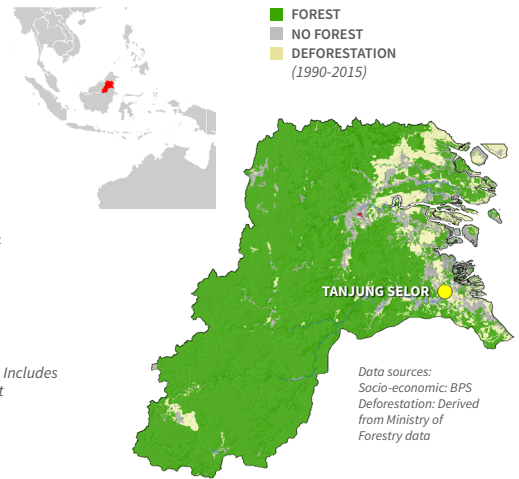 FOREST
NO FOREST
DEFORESTATION
(1990-2015)
TANJUNG SELOR
Includes
Data sources:
Socio-economic: BPS
Deforestation: Derived
from Ministry of
Forestry data